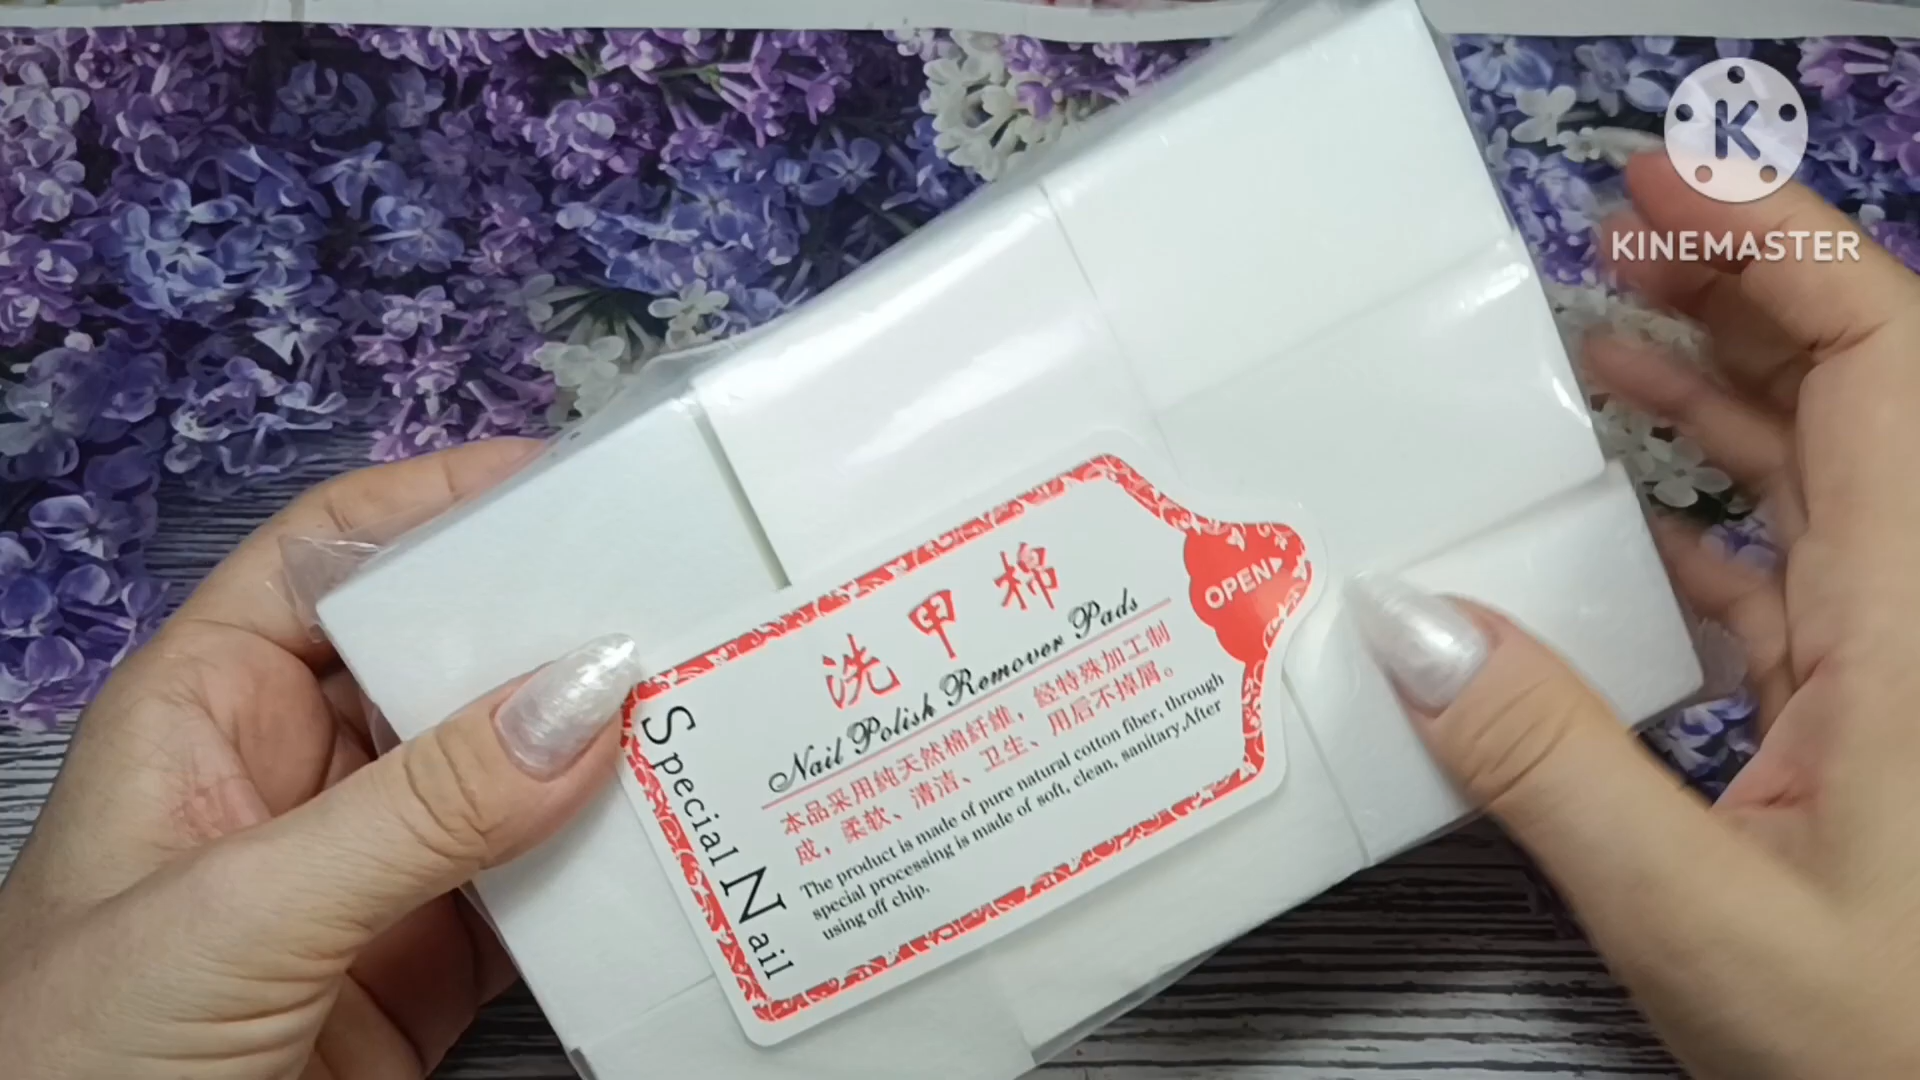 K
KINEMASTER
OPEN
洗甲棉
Nail Polish Remover Pads
本品采用纯天然棉纤维，经特殊加工制
成，柔软、清洁、卫生、用后不掉屑。
The product is made of pure natural cotton fiber, through
special processing is made of soft, clean, sanitary,After
using off chip.
Special Nail